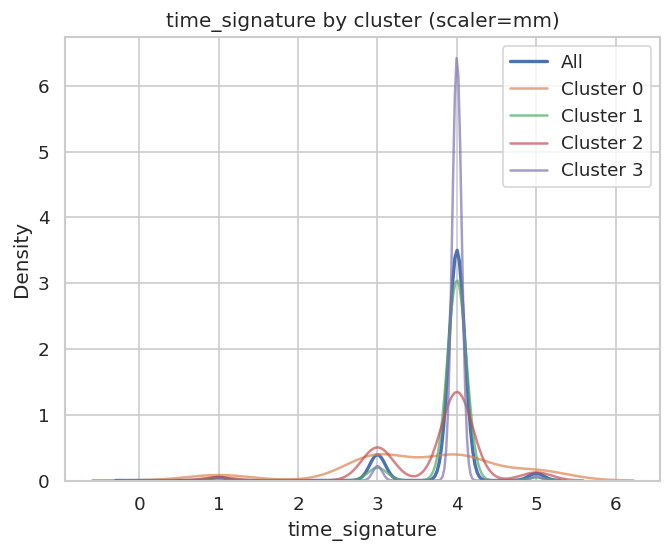 time_signature by cluster (scaler=mm)
All
Cluster 0
Cluster 1
Cluster 2
Cluster 3
Density
6
5
4
3
2
1
0
0 1 2 3 4 5 6
time_signature